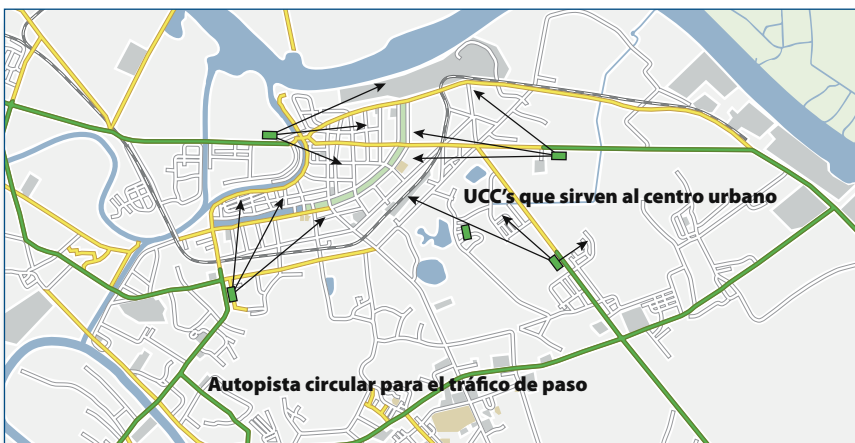 UCC's que sirven al centro urbano
Autopista circular para el tráfico de paso